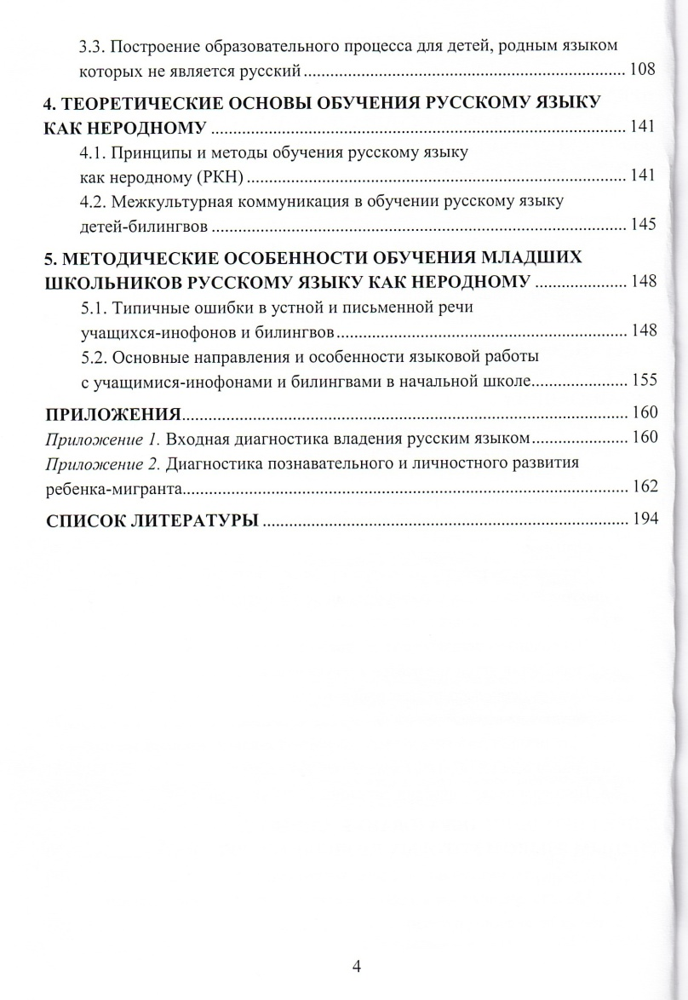 3.3. Построение образовательного процесса для детей, родным языком
которых не является русский ........ 108
4. ТЕОРЕТИЧЕСКИЕ ОСНОВЫ ОБУЧЕНИЯ РУССКОМУ ЯЗЫКУ
КАК НЕРОДНОМУ ........ 141
4.1. Принципы и методы обучения русскому языку
как неродному (РКН) ........ 141
4.2. Межкультурная коммуникация в обучении русскому языку
детей-билингвов ........ 145
5. МЕТОДИЧЕСКИЕ ОСОБЕННОСТИ ОБУЧЕНИЯ МЛАДШИХ
ШКОЛЬНИКОВ РУССКОМУ ЯЗЫКУ КАК НЕРОДНОМУ ........ 148
5.1. Типичные ошибки в устной и письменной речи
учащихся-инофонов и билингвов ........ 148
5.2. Основные направления и особенности языковой работы
с учащимися-инофонами и билингвами в начальной школе ........ 155
ПРИЛОЖЕНИЯ ........ 160
Приложение 1. Входная диагностика владения русским языком ........ 160
Приложение 2. Диагностика познавательного и личностного развития
ребенка-мигранта ........ 162
СПИСОК ЛИТЕРАТУРЫ ........ 194
4